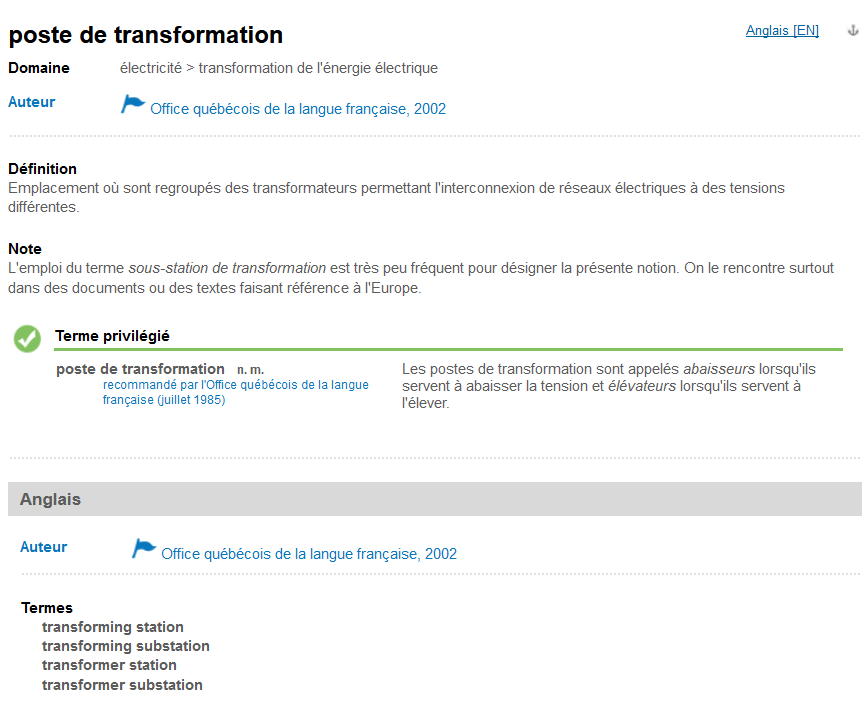 poste de transformation
Anglais [EN]
Domaine électricité > transformation de l'énergie électrique
Auteur Office québécois de la langue française, 2002
Définition
Emplacement où sont regroupés des transformateurs permettant l'interconnexion de réseaux électriques à des tensions
différentes.
Note
L'emploi du terme sous-station de transformation est très peu fréquent pour désigner la présente notion. On le rencontre surtout
dans des documents ou des textes faisant référence à l'Europe.
Terme privilégié
poste de transformation n. m.
recommandé par l'Office québécois de la langue
française (juillet 1985)
Les postes de transformation sont appelés abaisseurs lorsqu'ils
servent à abaisser la tension et élévateurs lorsqu'ils servent à
l'élever.
Anglais
Auteur Office québécois de la langue française, 2002
Termes
transforming station
transforming substation
transformer station
transformer substation